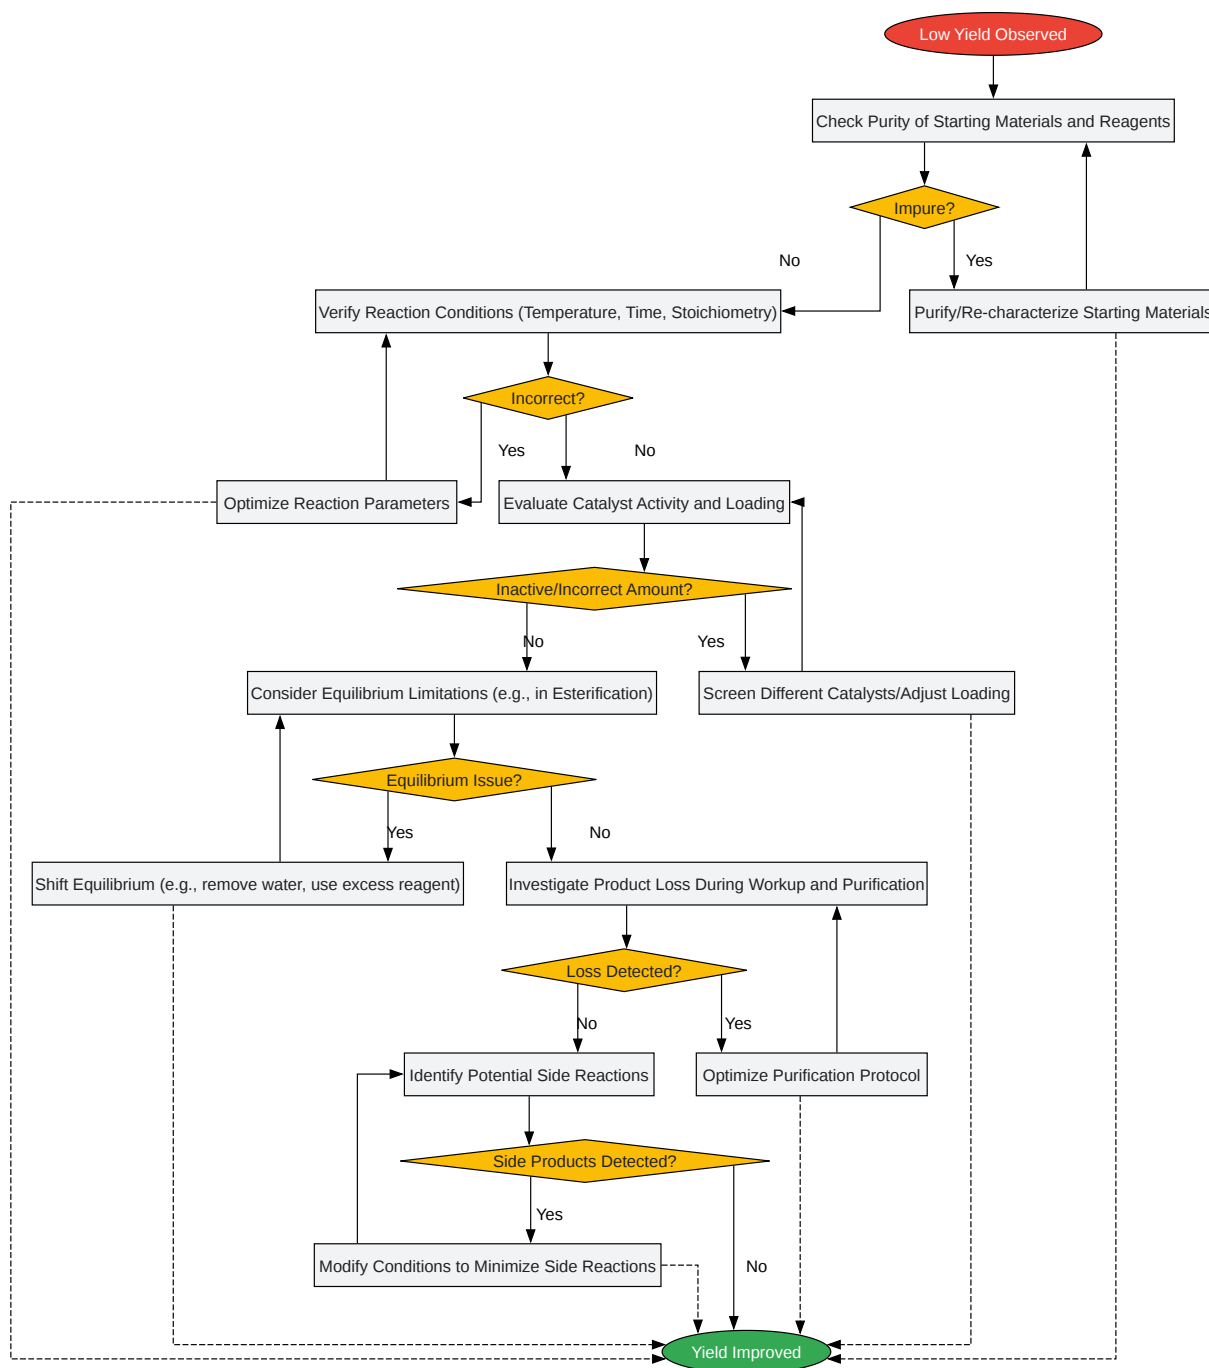 Low Yield Observed
Check Purity of Starting Materials and Reagents
Impure?
No
Yes
Verify Reaction Conditions (Temperature, Time, Stoichiometry)
Purify/Re-characterize Starting Materials
Incorrect?
Yes
No
Optimize Reaction Parameters
Evaluate Catalyst Activity and Loading
Inactive/Incorrect Amount?
No
Yes
Consider Equilibrium Limitations (e.g., in Esterification)
Screen Different Catalysts/Adjust Loading
Equilibrium Issue?
Yes
No
Shift Equilibrium (e.g., remove water, use excess reagent)
Investigate Product Loss During Workup and Purification
Loss Detected?
No
Yes
Identify Potential Side Reactions
Optimize Purification Protocol
Side Products Detected?
Yes
Modify Conditions to Minimize Side Reactions
No
Yield Improved